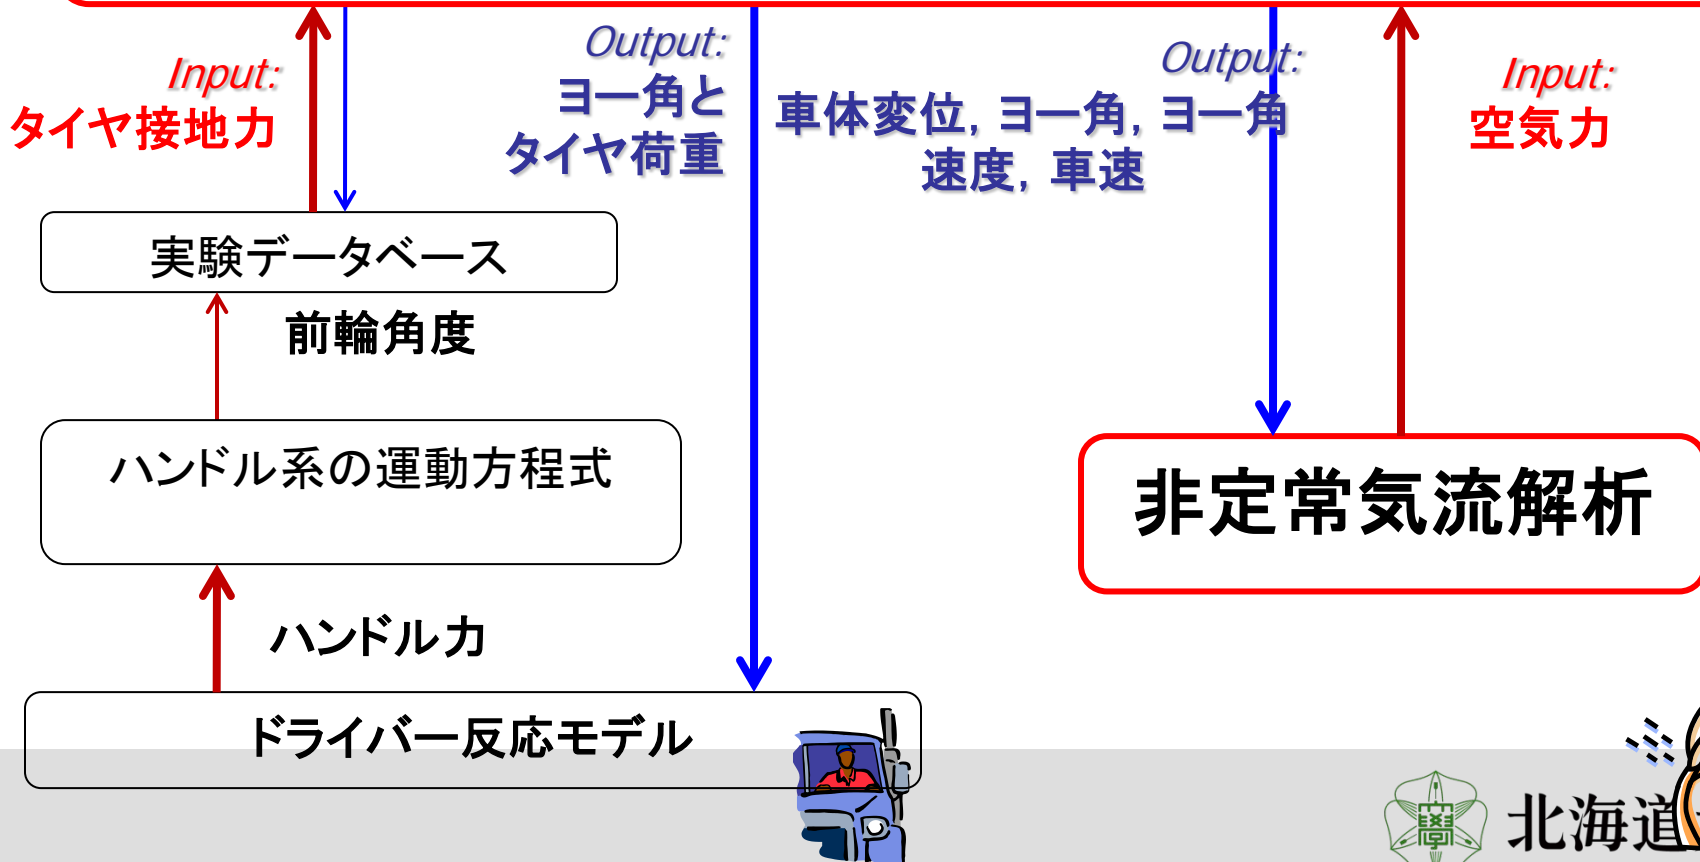 Input:
タイヤ接地力
Output:
ヨー角と
タイヤ荷重
Output:
車体変位, ヨー角, ヨー角
速度, 車速
Input:
空気力
実験データベース
前輪角度
ハンドル系の運動方程式
非定常気流解析
ハンドル力
ドライバー反応モデル
北海道